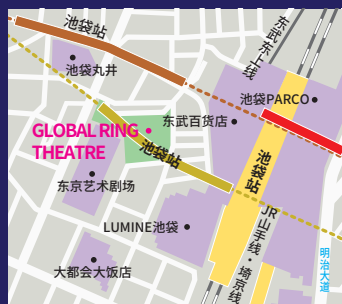 池袋站
东武东上线
池袋丸井
池袋PARCO
东武百货店
GLOBAL RING
THEATRE
池袋站
池袋站
东京艺术剧场
LUMINE池袋
JR山手线・埼京线
明治大道
大都会大饭店